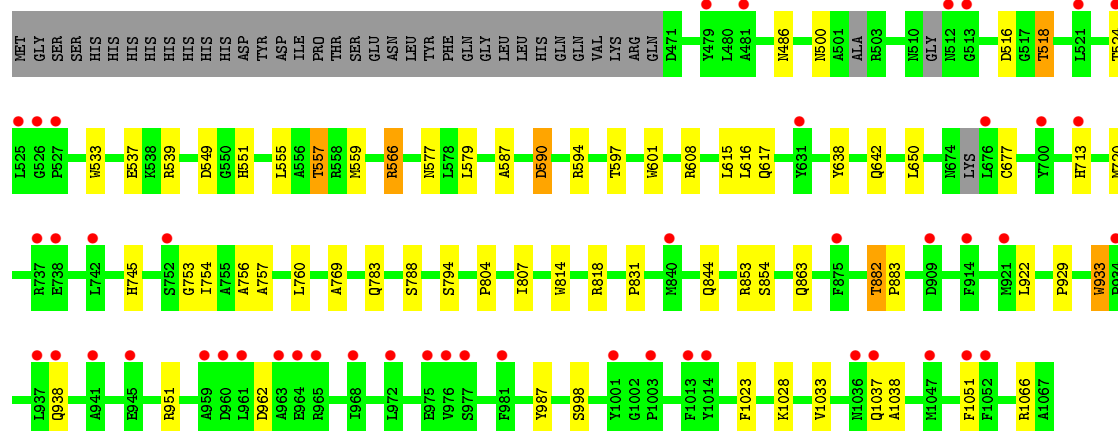 MET GLY SER SER HIS HIS HIS HIS HIS HIS HIS HIS HIS HIS ASP TYR ASP ILE PRO THR SER GLU ASN LEU TYR PHE GLN GLY LEU LEU HIS GLN GLN VAL LYS ARG GLN D471 Y479 L480 A481 N486 N500 A501 ALA R503 N510 GLY N512 G513 D516 G517 T518 L521 T524
L525 G526 P527 W533 E537 K538 R539 D549 G550 H551 L555 A556 T557 R558 M559 R566 N577 L578 L579 A587 D590 R594 T597 W601 R608 L615 L616 Q617 Y631 Y638 Q642 L650 N674 LYS L676 C677 Y700 H713 M720
R737 E738 L742 H745 S752 G753 I754 A755 A756 A757 L760 A769 Q783 S788 S794 P804 I807 W814 R818 P831 M840 Q844 R853 S854 Q863 F875 T882 P883 D909 F914 M921 L922 P929 W933 P934
L937 Q938 A941 E945 R951 A959 D960 L961 D962 A963 E964 R965 I968 L972 E975 V976 S977 F981 Y987 S998 Y1001 G1002 P1003 F1013 Y1014 F1023 K1028 V1033 N1036 Q1037 A1038 M1047 F1051 F1052 R1066 A1067